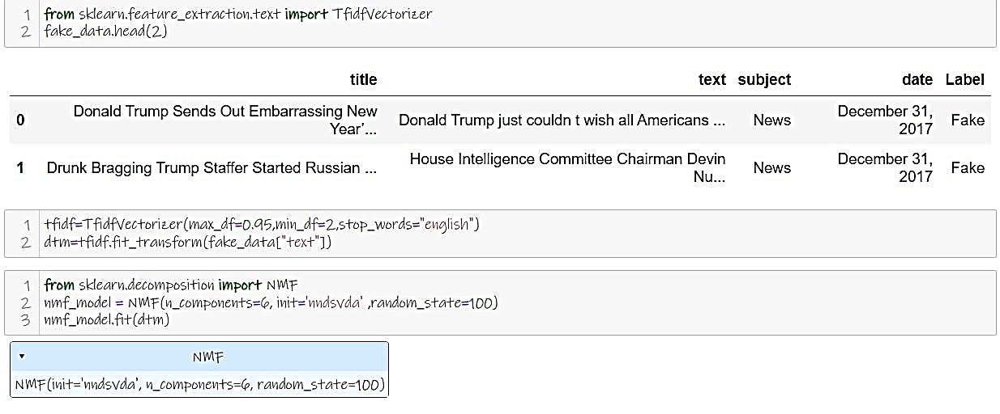 1 from sklearn.feature_extraction.text import TfidfVectorizer
2 fake_data.head(2)
title text subject date Label
0 Donald Trump Sends Out Embarrassing New Year'... Donald Trump just couldn t wish all Americans ... News December 31, 2017 Fake
1 Drunk Bragging Trump Staffer Started Russian ... House Intelligence Committee Chairman Devin Nu... News December 31, 2017 Fake
1 tfidf=TfidfVectorizer(max_df=0.95,min_df=2,stop_words="english")
2 dtm=tfidf.fit_transform(fake_data["text"])
1 from sklearn.decomposition import NMF
2 nmf_model = NMF(n_components=6, init='nndsvda' ,random_state=100)
3 nmf_model.fit(dtm)
NMF
NMF(init='nndsvda', n_components=6, random_state=100)